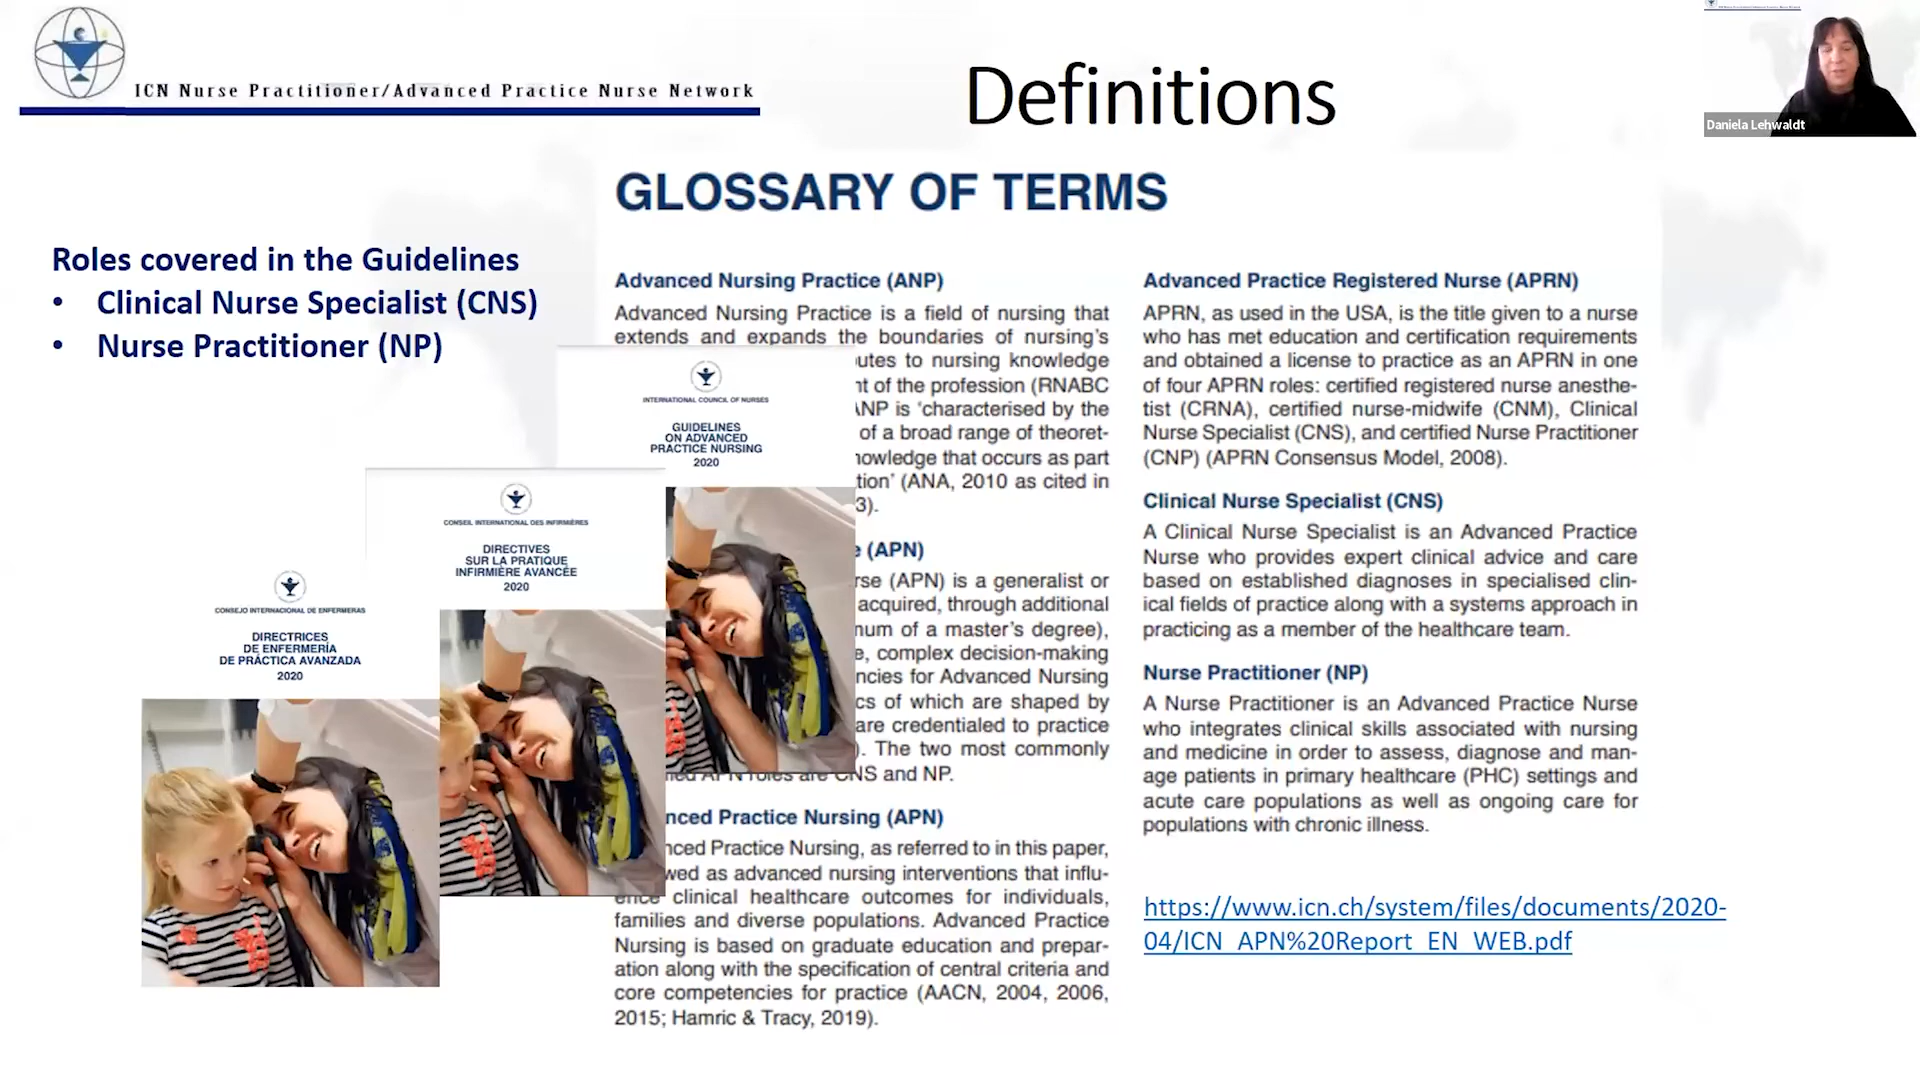 ICN Nurse Practitioner/Advanced Practice Nurse Network
Definitions
Daniela Lehwaldt
Roles covered in the Guidelines
• Clinical Nurse Specialist (CNS)
• Nurse Practitioner (NP)
CONSEJO INTERNACIONAL DE ENFERMERAS
DIRECTRICES
DE ENFERMERÍA
DE PRÁCTICA AVANZADA
2020
CONSEIL INTERNATIONAL DES INFIRMIÈRES
DIRECTIVES
SUR LA PRATIQUE
INFIRMIÈRE AVANCÉE
2020
INTERNATIONAL COUNCIL OF NURSES
GUIDELINES
ON ADVANCED
PRACTICE NURSING
2020
GLOSSARY OF TERMS
Advanced Nursing Practice (ANP)
Advanced Nursing Practice is a field of nursing that
extends and expands the boundaries of nursing's
to nursing knowledge
of the profession (RNABC
ANP is 'characterised by the
of a broad range of theoret-
that occurs as part
(ANA, 2010 as cited in
3).
(APN)
(APN) is a generalist or
acquired, through additional
of a master's degree),
complex decision-making
for Advanced Nursing
of which are shaped by
are credentialed to practice
. The two most commonly
APN roles are CNS and NP.
nced Practice Nursing (APN)
nced Practice Nursing, as referred to in this paper,
wed as advanced nursing interventions that influ-
ence clinical healthcare outcomes for individuals,
families and diverse populations. Advanced Practice
Nursing is based on graduate education and prepar-
ation along with the specification of central criteria and
core competencies for practice (AACN, 2004, 2006,
2015; Hamric & Tracy, 2019).
Advanced Practice Registered Nurse (APRN)
APRN, as used in the USA, is the title given to a nurse
who has met education and certification requirements
and obtained a license to practice as an APRN in one
of four APRN roles: certified registered nurse anesthe-
tist (CRNA), certified nurse-midwife (CNM), Clinical
Nurse Specialist (CNS), and certified Nurse Practitioner
(CNP) (APRN Consensus Model, 2008).
Clinical Nurse Specialist (CNS)
A Clinical Nurse Specialist is an Advanced Practice
Nurse who provides expert clinical advice and care
based on established diagnoses in specialised clin-
ical fields of practice along with a systems approach in
practicing as a member of the healthcare team.
Nurse Practitioner (NP)
A Nurse Practitioner is an Advanced Practice Nurse
who integrates clinical skills associated with nursing
and medicine in order to assess, diagnose and man-
age patients in primary healthcare (PHC) settings and
acute care populations as well as ongoing care for
populations with chronic illness.
https://www.icn.ch/system/files/documents/2020-
04/ICN_APN%20Report_EN_WEB.pdf